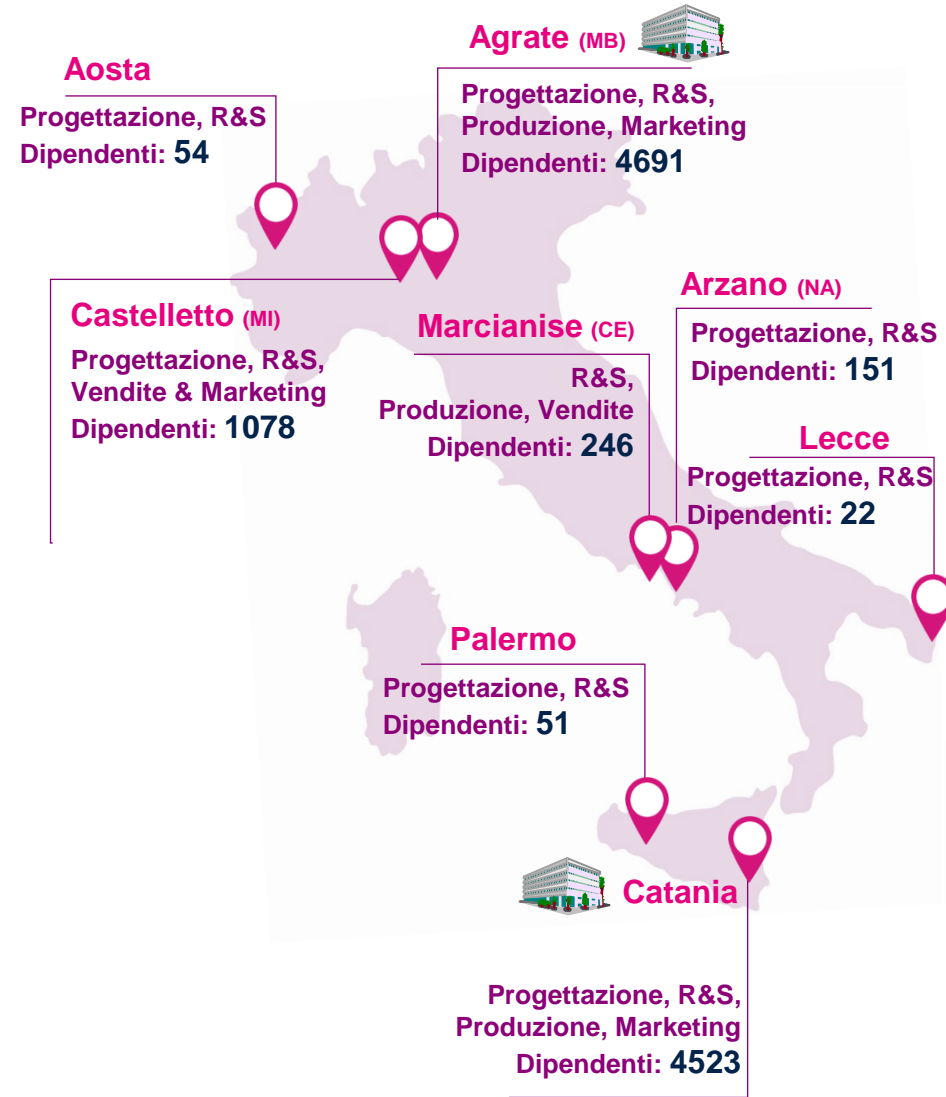 Agrate (MB)
Progettazione, R&S,
Produzione, Marketing
Dipendenti: 4691
Aosta
Progettazione, R&S
Dipendenti: 54
Castelletto (MI)
Progettazione, R&S,
Vendite & Marketing
Dipendenti: 1078
Marcianise (CE)
R&S,
Produzione, Vendite
Dipendenti: 246
Arzano (NA)
Progettazione, R&S
Dipendenti: 151
Lecce
Progettazione, R&S
Dipendenti: 22
Palermo
Progettazione, R&S
Dipendenti: 51
Catania
Progettazione, R&S,
Produzione, Marketing
Dipendenti: 4523